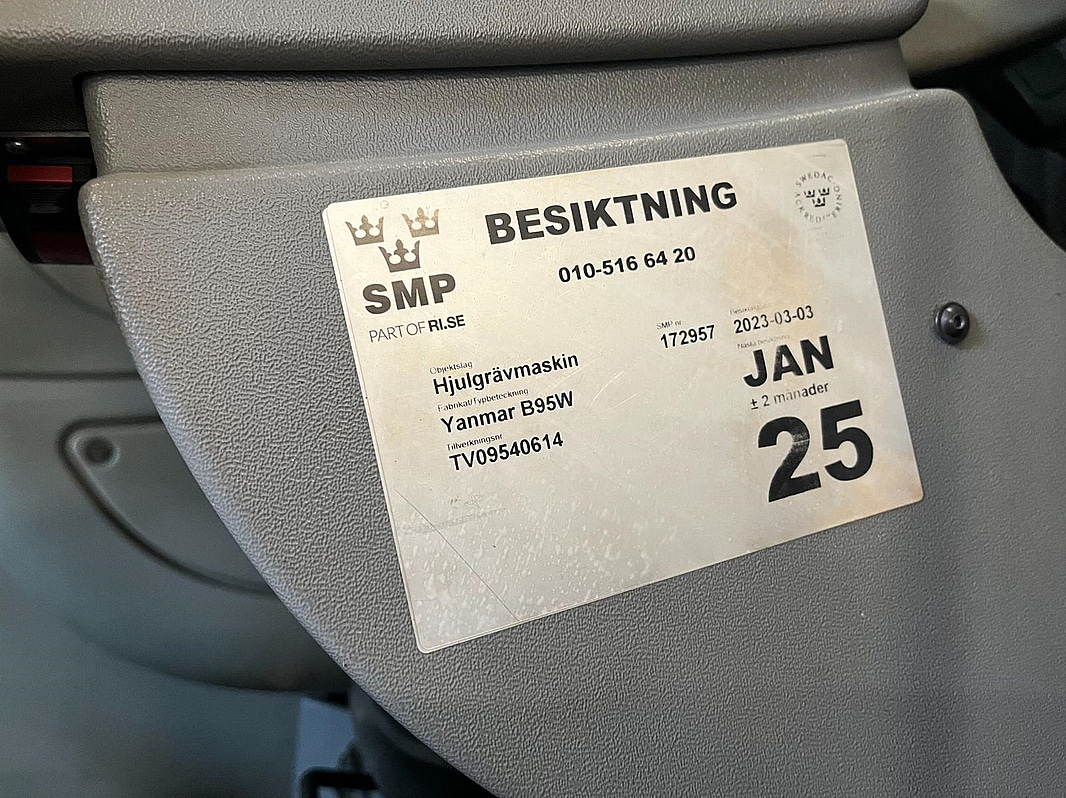 BESIKTNING
010-516 64 20
SMP
PART OF RI.SE
SWEDAC
SMP nr
172957
2023-03-03
JAN
± 2 månader
25
Objektslag
Hjulgrävmaskin
Fabrikat/Typbeteckning
Yanmar B95W
Tillverkningsnr
TV09540614